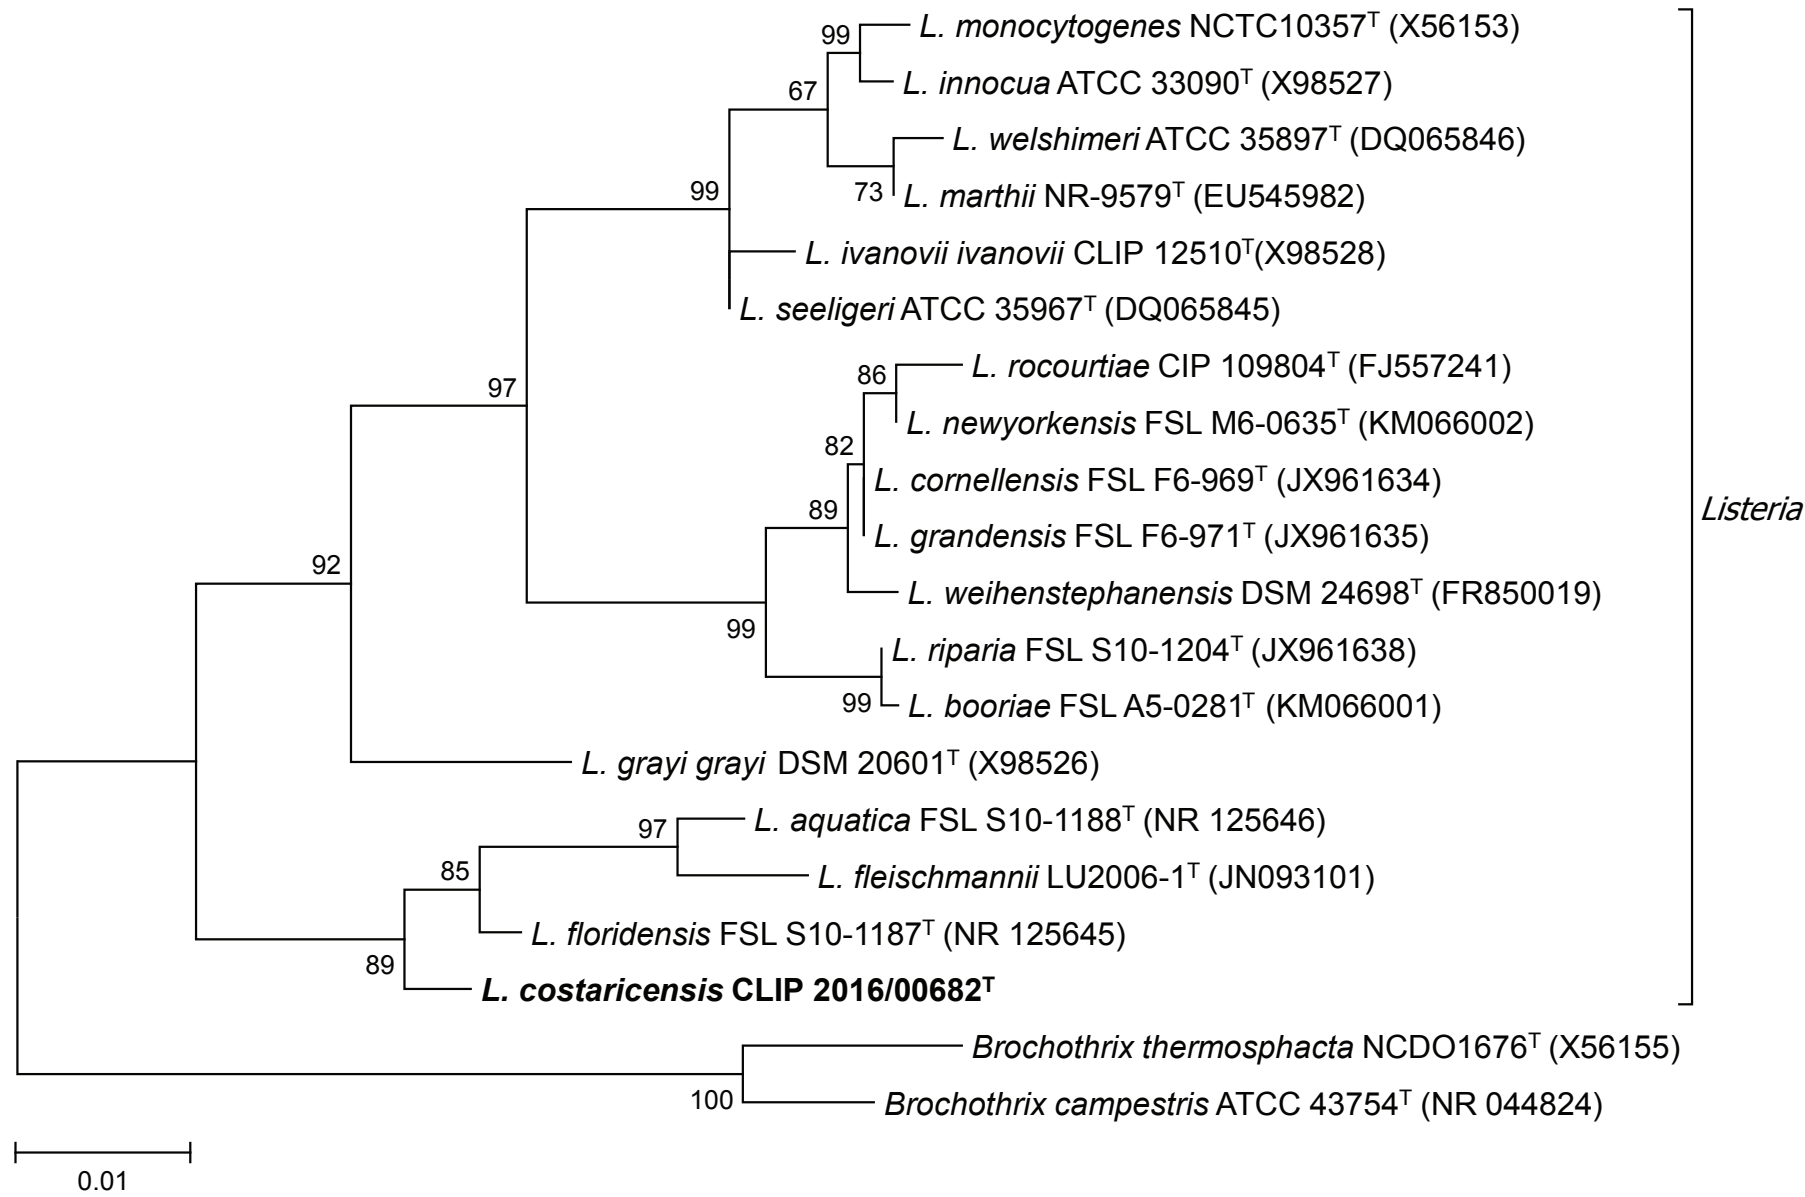 99
L. monocytogenes NCTC10357ᵀ (X56153)
L. innocua ATCC 33090ᵀ (X98527)
67
L. welshimeri ATCC 35897ᵀ (DQ065846)
73
L. marthii NR-9579ᵀ (EU545982)
99
L. ivanovii ivanovii CLIP 12510ᵀ(X98528)
L. seeligeri ATCC 35967ᵀ (DQ065845)
97
86
L. rocourtiae CIP 109804ᵀ (FJ557241)
L. newyorkensis FSL M6-0635ᵀ (KM066002)
82
L. cornellensis FSL F6-969ᵀ (JX961634)
89
L. grandensis FSL F6-971ᵀ (JX961635)
Listeria
92
L. weihenstephanensis DSM 24698ᵀ (FR850019)
99
L. riparia FSL S10-1204ᵀ (JX961638)
99
L. booriae FSL A5-0281ᵀ (KM066001)
L. grayi grayi DSM 20601ᵀ (X98526)
97
L. aquatica FSL S10-1188ᵀ (NR 125646)
85
L. fleischmannii LU2006-1ᵀ (JN093101)
L. floridensis FSL S10-1187ᵀ (NR 125645)
89
L. costaricensis CLIP 2016/00682ᵀ
Brochothrix thermosphacta NCDO1676ᵀ (X56155)
100
Brochothrix campestris ATCC 43754ᵀ (NR 044824)
0.01